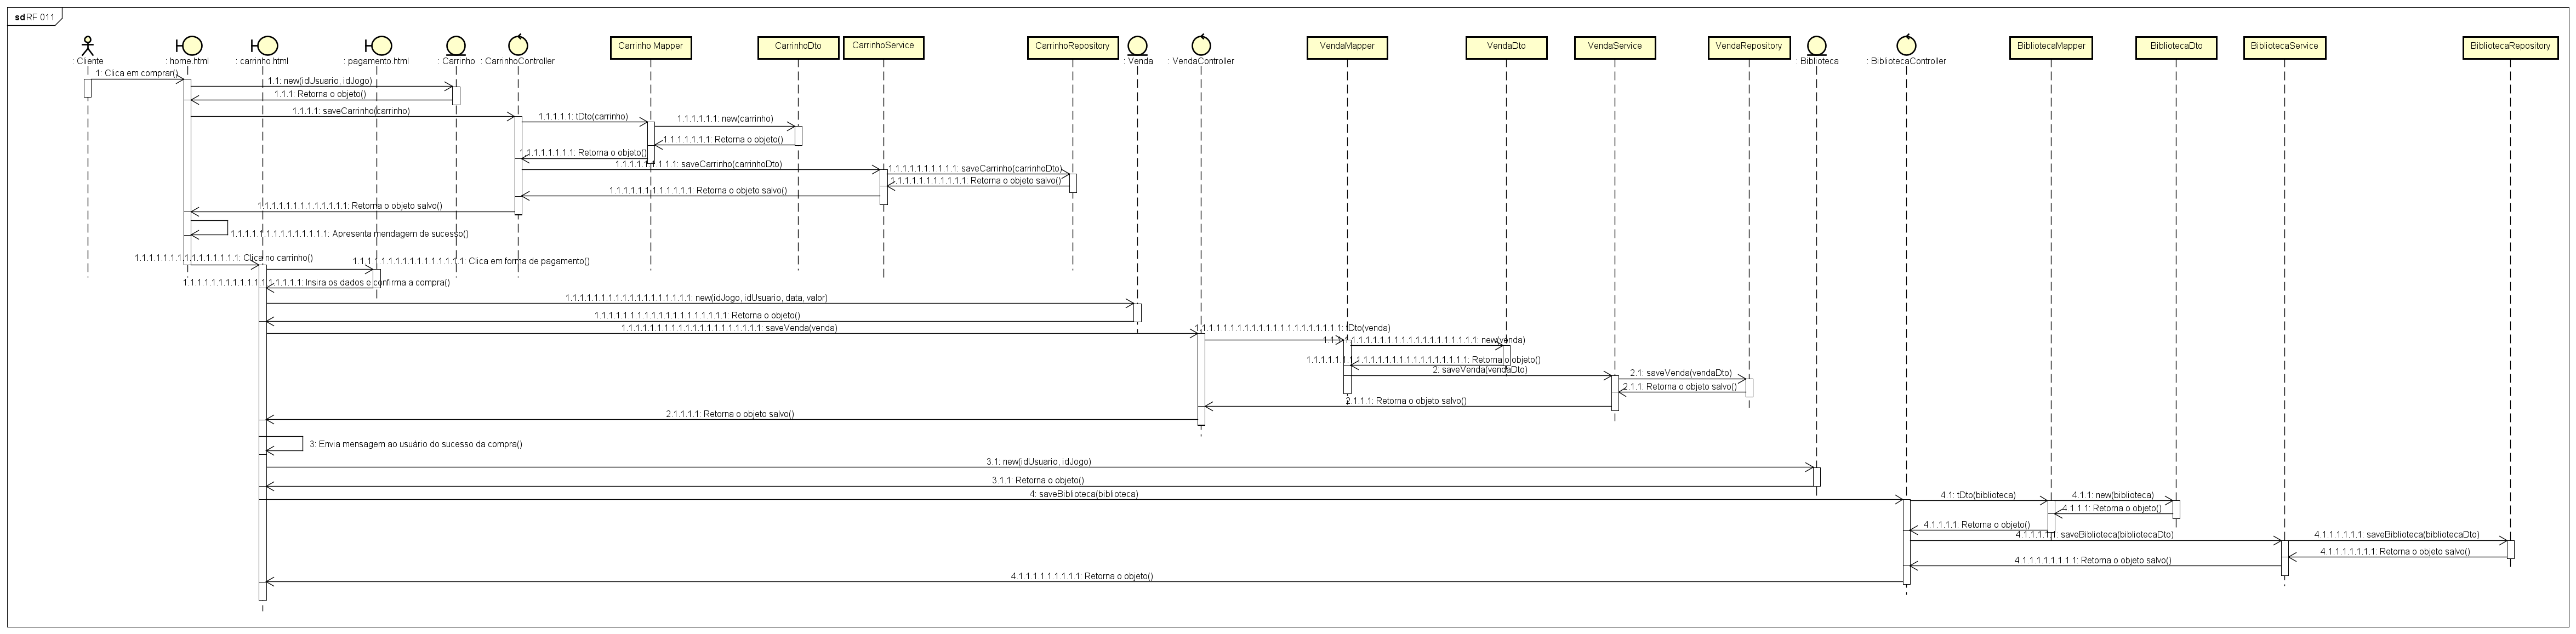 sd RF 011
: Cliente
: home.html
: carrinho.html
: pagamento.html
: Carrinho
: CarrinhoController
Carrinho Mapper
CarrinhoDto
CarrinhoService
CarrinhoRepository
: Venda
: VendaController
VendaMapper
VendaDto
VendaService
VendaRepository
: Biblioteca
: BibliotecaController
BibliotecaMapper
BibliotecaDto
BibliotecaService
BibliotecaRepository
1: Clica em comprar()
1.1: new(idUsuario, idJogo)
1.1.1: Retorna o objeto()
1.1.1.1: saveCarrinho(carrinho)
1.1.1.1.1: tDto(carrinho)
1.1.1.1.1.1: new(carrinho)
1.1.1.1.1.1.1: Retorna o objeto()
1.1.1.1.1.1.1.1: Retorna o objeto()
1.1.1.1.1.1.1.1.1: saveCarrinho(carrinhoDto)
1.1.1.1.1.1.1.1.1.1: saveCarrinho(carrinhoDto)
1.1.1.1.1.1.1.1.1.1.1: Retorna o objeto salvo()
1.1.1.1.1.1.1.1.1.1.1.1: Retorna o objeto salvo()
1.1.1.1.1.1.1.1.1.1.1.1.1: Retorna o objeto salvo()
1.1.1.1.1.1.1.1.1.1.1.1.1.1: Apresenta mendagem de sucesso()
1.1.1.1.1.1.1.1.1.1.1.1.1.1.1: Clica no carrinho()
1.1.1.1.1.1.1.1.1.1.1.1.1.1.1.1: Clica em forma de pagamento()
1.1.1.1.1.1.1.1.1.1.1.1.1.1.1.1.1: Insira os dados e confirma a compra()
1.1.1.1.1.1.1.1.1.1.1.1.1.1.1.1.1.1: new(idJogo, idUsuario, data, valor)
1.1.1.1.1.1.1.1.1.1.1.1.1.1.1.1.1.1.1: Retorna o objeto()
1.1.1.1.1.1.1.1.1.1.1.1.1.1.1.1.1.1.1.1: saveVenda(venda)
1.1.1.1.1.1.1.1.1.1.1.1.1.1.1.1.1.1.1.1.1: tDto(venda)
1.1.1.1.1.1.1.1.1.1.1.1.1.1.1.1.1.1.1.1.1.1: new(venda)
1.1.1.1.1.1.1.1.1.1.1.1.1.1.1.1.1.1.1.1.1.1.1: Retorna o objeto()
2: saveVenda(vendaDto)
2.1: saveVenda(vendaDto)
2.1.1: Retorna o objeto salvo()
2.1.1.1: Retorna o objeto salvo()
2.1.1.1.1: Retorna o objeto salvo()
3: Envia mensagem ao usuário do sucesso da compra()
3.1: new(idUsuario, idJogo)
3.1.1: Retorna o objeto()
4: saveBiblioteca(biblioteca)
4.1: tDto(biblioteca)
4.1.1: new(biblioteca)
4.1.1.1: Retorna o objeto()
4.1.1.1.1: Retorna o objeto()
4.1.1.1.1.1: saveBiblioteca(bibliotecaDto)
4.1.1.1.1.1.1: saveBiblioteca(bibliotecaDto)
4.1.1.1.1.1.1.1: Retorna o objeto salvo()
4.1.1.1.1.1.1.1.1: Retorna o objeto salvo()
4.1.1.1.1.1.1.1.1.1: Retorna o objeto()